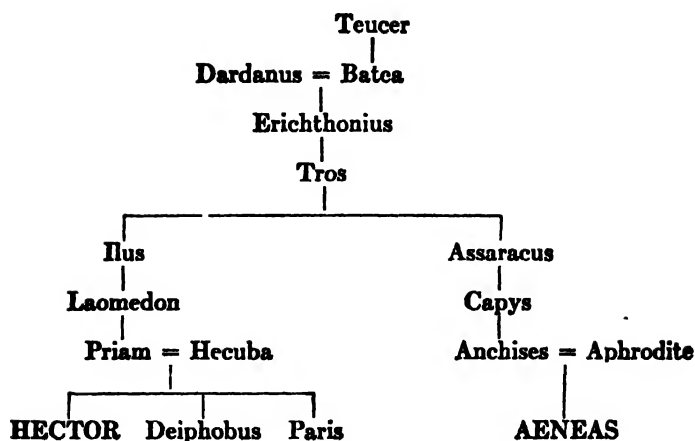 Teucer
Dardanus = Batea
Erichthonius
Tros
Ilus Assaracus
Laomedon Capys
Priam = Hecuba Anchises = Aphrodite
HECTOR Deiphobus Paris AENEAS